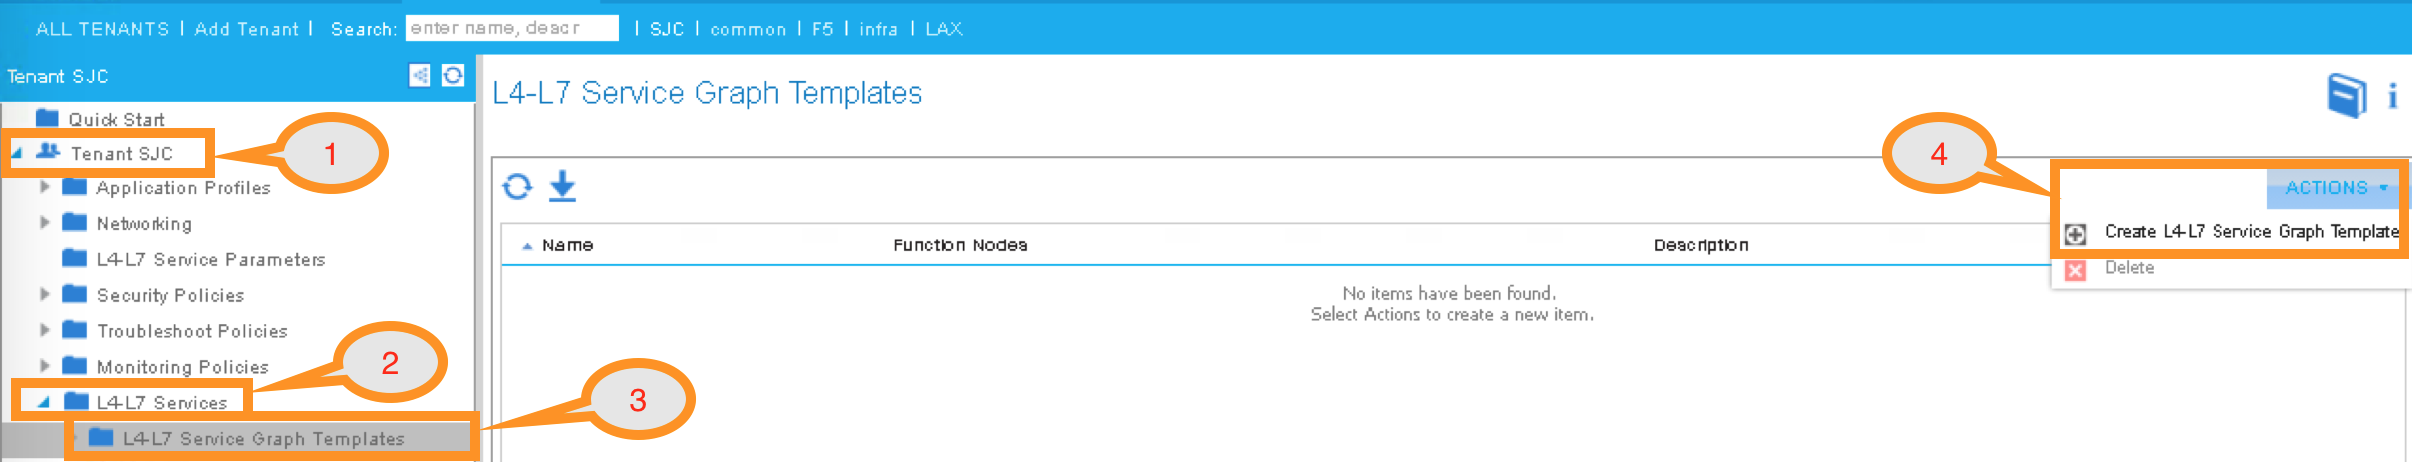 ALL TENANTS | Add Tenant | Search: enter name, descr | SJC | common | F5 | infra | LAX
Tenant SJC
L4-L7 Service Graph Templates
Quick Start
Tenant SJC
1
4
Application Profiles
ACTIONS
Networking
Create L4-L7 Service Graph Template
Name Function Nodes Description
L4-L7 Service Parameters
Delete
Security Policies
No items have been found.
Select Actions to create a new item.
Troubleshoot Policies
Monitoring Policies
2
L4-L7 Services
3
L4-L7 Service Graph Templates